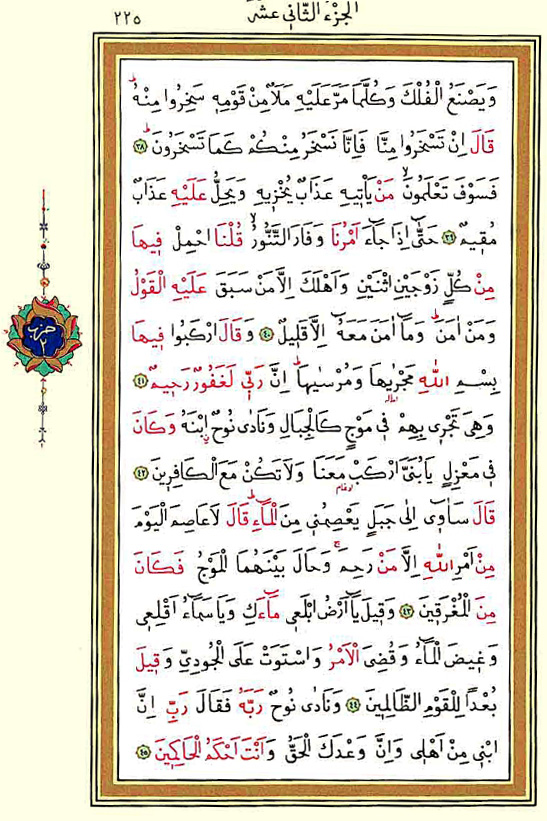 الجزء الثانى عشر
٢٢٥
وَيَصْنَعُ الْفُلْكَ وَكُلَّمَا مَرَّ عَلَيْهِ مَلَأٌ مِنْ قَوْمِهٖ سَخِرُوا مِنْهُ ۜ
قَالَ اِنْ تَسْخَرُوا مِنَّا فَاِنَّا نَسْخَرُ مِنْكُمْ كَمَا تَسْخَرُونَ ۜ ﴿٣٨﴾
فَسَوْفَ تَعْلَمُونَۙ مَنْ يَأْتٖيهِ عَذَابٌ يُخْزٖيهِ وَيَحِلُّ عَلَيْهِ عَذَابٌ
مُقٖيمٌ ﴿٣٩﴾ حَتّٰٓى اِذَا جَٓاءَ اَمْرُنَا وَفَارَ التَّنُّورُۙ قُلْنَا احْمِلْ فٖيهَا
مِنْ كُلٍّ زَوْجَيْنِ اثْنَيْنِ وَاَهْلَكَ اِلَّا مَنْ سَبَقَ عَلَيْهِ الْقَوْلُ
وَمَنْ اٰمَنَ ۜ وَمَٓا اٰمَنَ مَعَهُٓ اِلَّا قَلٖيلٌ ﴿٤٠﴾ وَقَالَ ارْكَبُوا فٖيهَا
بِسْمِ اللّٰهِ مَجْرٰۭۙيهَا وَمُرْسٰيهَا ۜ اِنَّ رَبّٖى لَغَفُورٌ رَحٖيمٌ ﴿٤١﴾
وَهِىَ تَجْرٖى بِهِمْ فٖى مَوْجٍ كَالْجِبَالِ وَنَادٰى نُوحٌ ابْنَهُ وَكَانَ
فٖى مَعْزِلٍ يَا بُنَىَّ ارْكَبْ مَعَنَا وَلَا تَكُنْ مَعَ الْكَافِرٖينَ ﴿٤٢﴾
قَالَ سَاٰوٖٓى اِلٰى جَبَلٍ يَعْصِمُنٖى مِنَ الْمَٓاءِ ۜ قَالَ لَا عَاصِمَ الْيَوْمَ
مِنْ اَمْرِ اللّٰهِ اِلَّا مَنْ رَحِمَۚ وَحَالَ بَيْنَهُمَا الْمَوْجُ فَكَانَ
مِنَ الْمُغْرَقٖينَ ﴿٤٣﴾ وَقٖيلَ يَٓا اَرْضُ ابْلَعٖى مَٓاءَكِ وَيَا سَمَٓاءُ اَقْلِعٖى
وَغٖيضَ الْمَٓاءُ وَقُضِىَ الْاَمْرُ وَاسْتَوَتْ عَلَى الْجُودِىِّ وَقٖيلَ
بُعْدًا لِلْقَوْمِ الظَّالِمٖينَ ﴿٤٤﴾ وَنَادٰى نُوحٌ رَبَّهُ فَقَالَ رَبِّ اِنَّ
ابْنٖى مِنْ اَهْلٖى وَاِنَّ وَعْدَكَ الْحَقُّ وَاَنْتَ اَحْكَمُ الْحَاكِمٖينَ ﴿٤٥﴾
حزب
٢